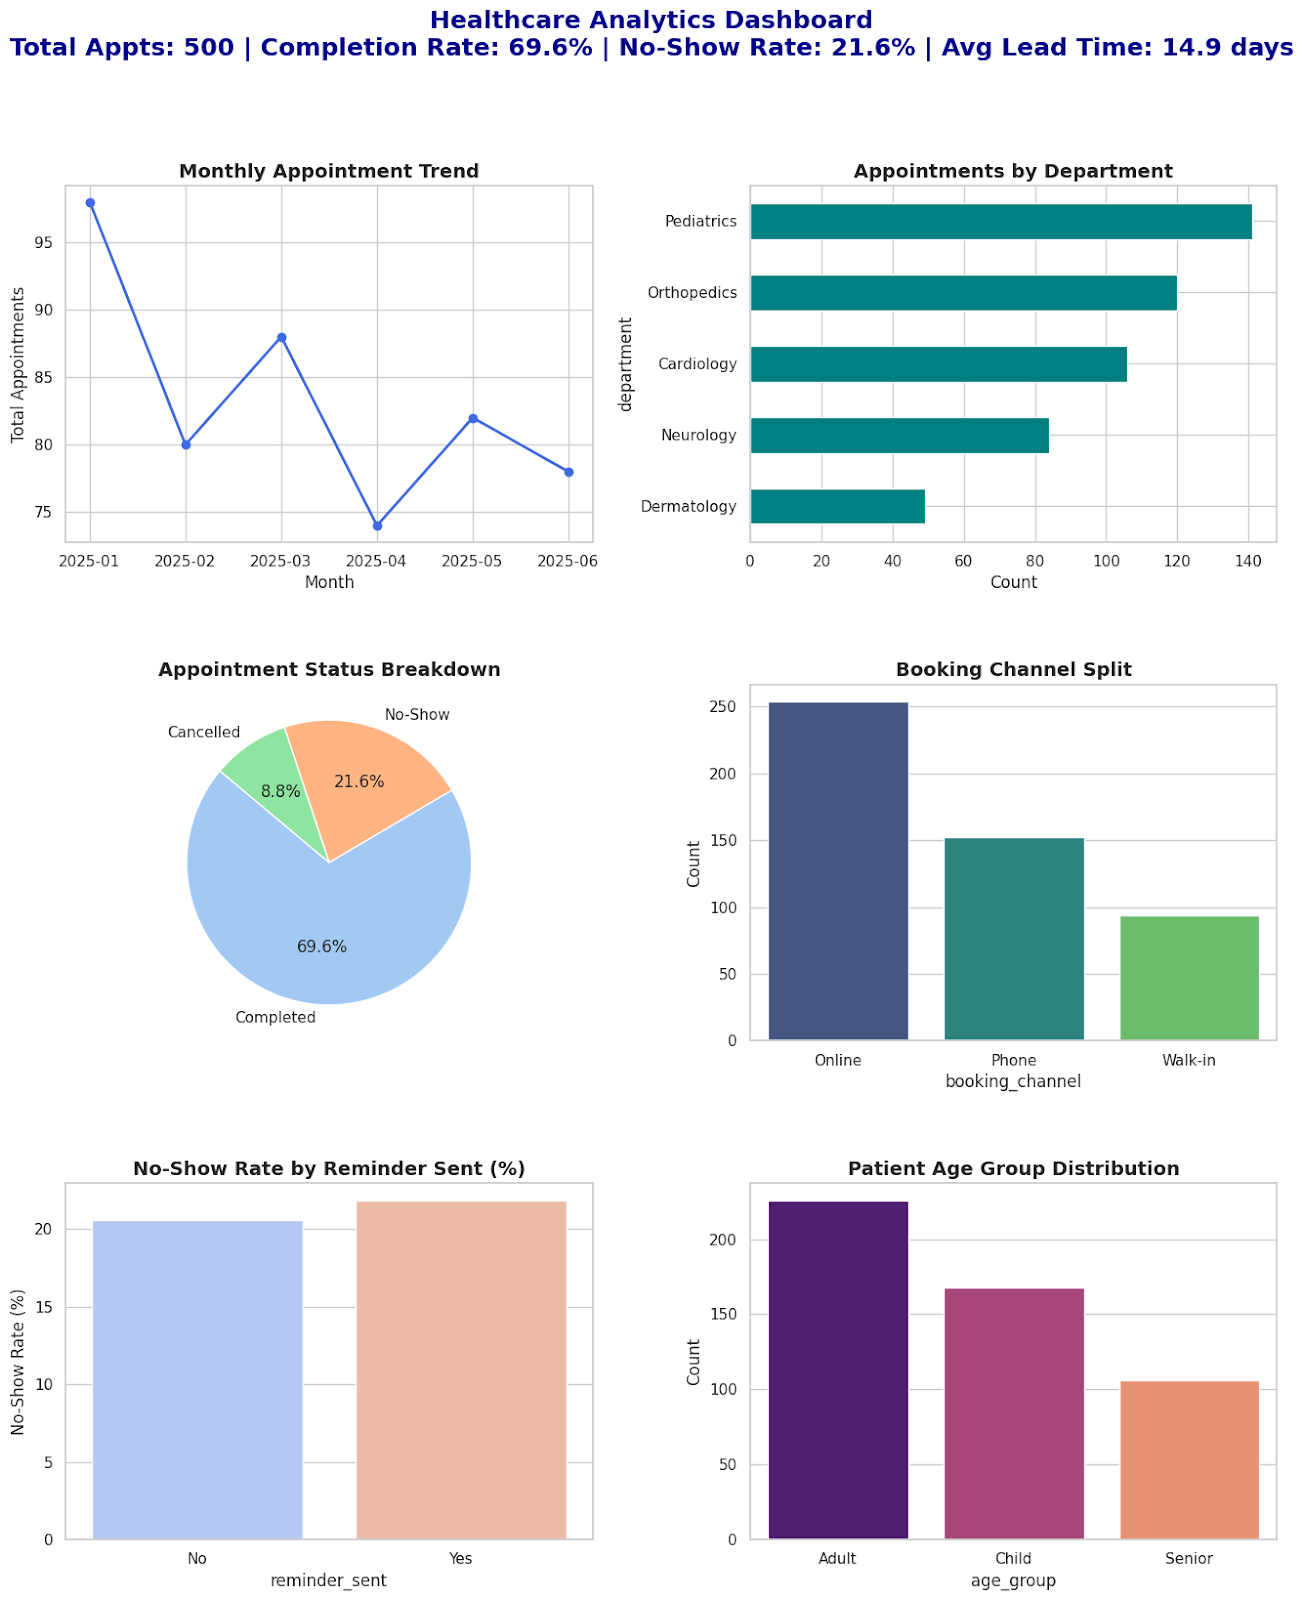 Healthcare Analytics Dashboard
Total Appts: 500 | Completion Rate: 69.6% | No-Show Rate: 21.6% | Avg Lead Time: 14.9 days
Monthly Appointment Trend
Total Appointments
95
90
85
80
75
2025-01 2025-02 2025-03 2025-04 2025-05 2025-06
Month
Appointments by Department
department
Pediatrics
Orthopedics
Cardiology
Neurology
Dermatology
0 20 40 60 80 100 120 140
Count
Appointment Status Breakdown
No-Show
Cancelled
21.6%
8.8%
69.6%
Completed
Booking Channel Split
Count
250
200
150
100
50
0
Online Phone Walk-in
booking_channel
No-Show Rate by Reminder Sent (%)
No-Show Rate (%)
20
15
10
5
0
No Yes
reminder_sent
Patient Age Group Distribution
Count
200
150
100
50
0
Adult Child Senior
age_group